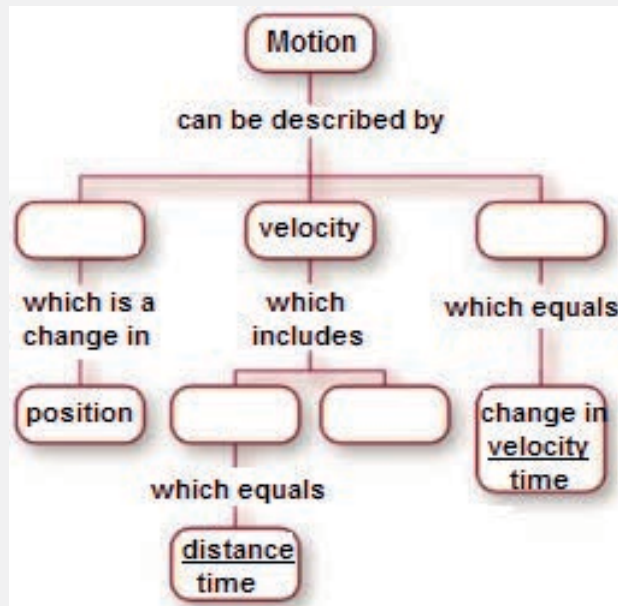 Motion
can be described by
velocity
which is a
change in
which
includes
which equals
position
change in
velocity
time
which equals
distance
time